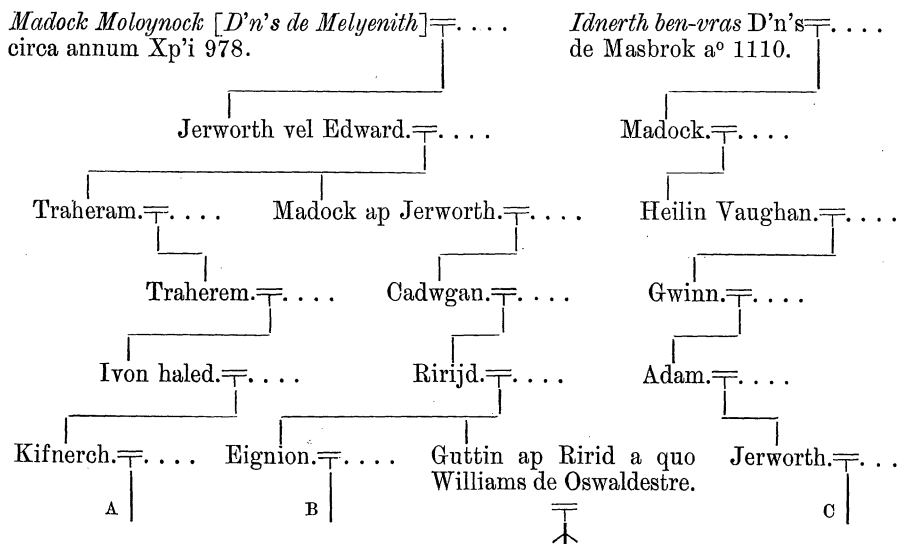 Madock Moloynock [D'n's de Melyenith]=. . . .
circa annum Xp'i 978.
Idnerth ben-vras D'n's=. . . .
de Masbrok aº 1110.
Jerworth vel Edward.=. . . .
Madock.=. . . .
Traheram.=. . . .
Madock ap Jerworth.=. . . .
Heilin Vaughan.=. . . .
Traherem.=. . . .
Cadwgan.=. . . .
Gwinn.=. . . .
Ivon haled.=. . . .
Ririjd.=. . . .
Adam.=. . . .
Kifnerch.=. . . .
Eignion.=. . . .
Guttin ap Ririd a quo
Williams de Oswaldestre.
Jerworth.=. . .
A
B
C